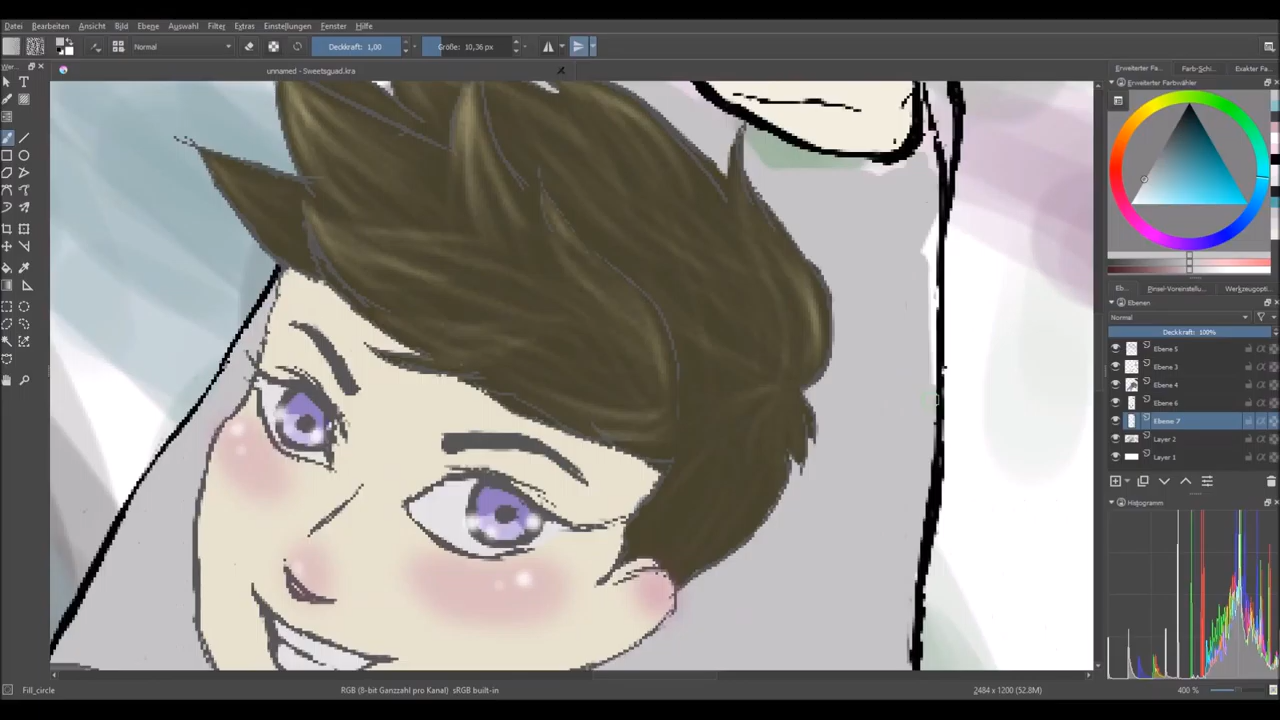 Datei Bearbeiten Ansicht Bild Ebene Auswahl Filter Extras Einstellungen Fenster Hilfe
Normal Deckkraft: 1,00 Größe: 10,36 px
unnamed - Sweetsguad.kra
Erweiterter Fa... Farb-Schi... Exakter Fa...
Erweiterter Farbwähler
Eb... Pinsel-Voreinstellu... Werkzeugopti...
Ebenen
Normal
Deckkraft: 100%
Ebene 5
Ebene 3
Ebene 4
Ebene 6
Ebene 7
Layer 2
Layer 1
Histogramm
Fill_circle RGB (8-bit Ganzzahl pro Kanal) sRGB built-in 2484 x 1200 (52.8M) 400 %